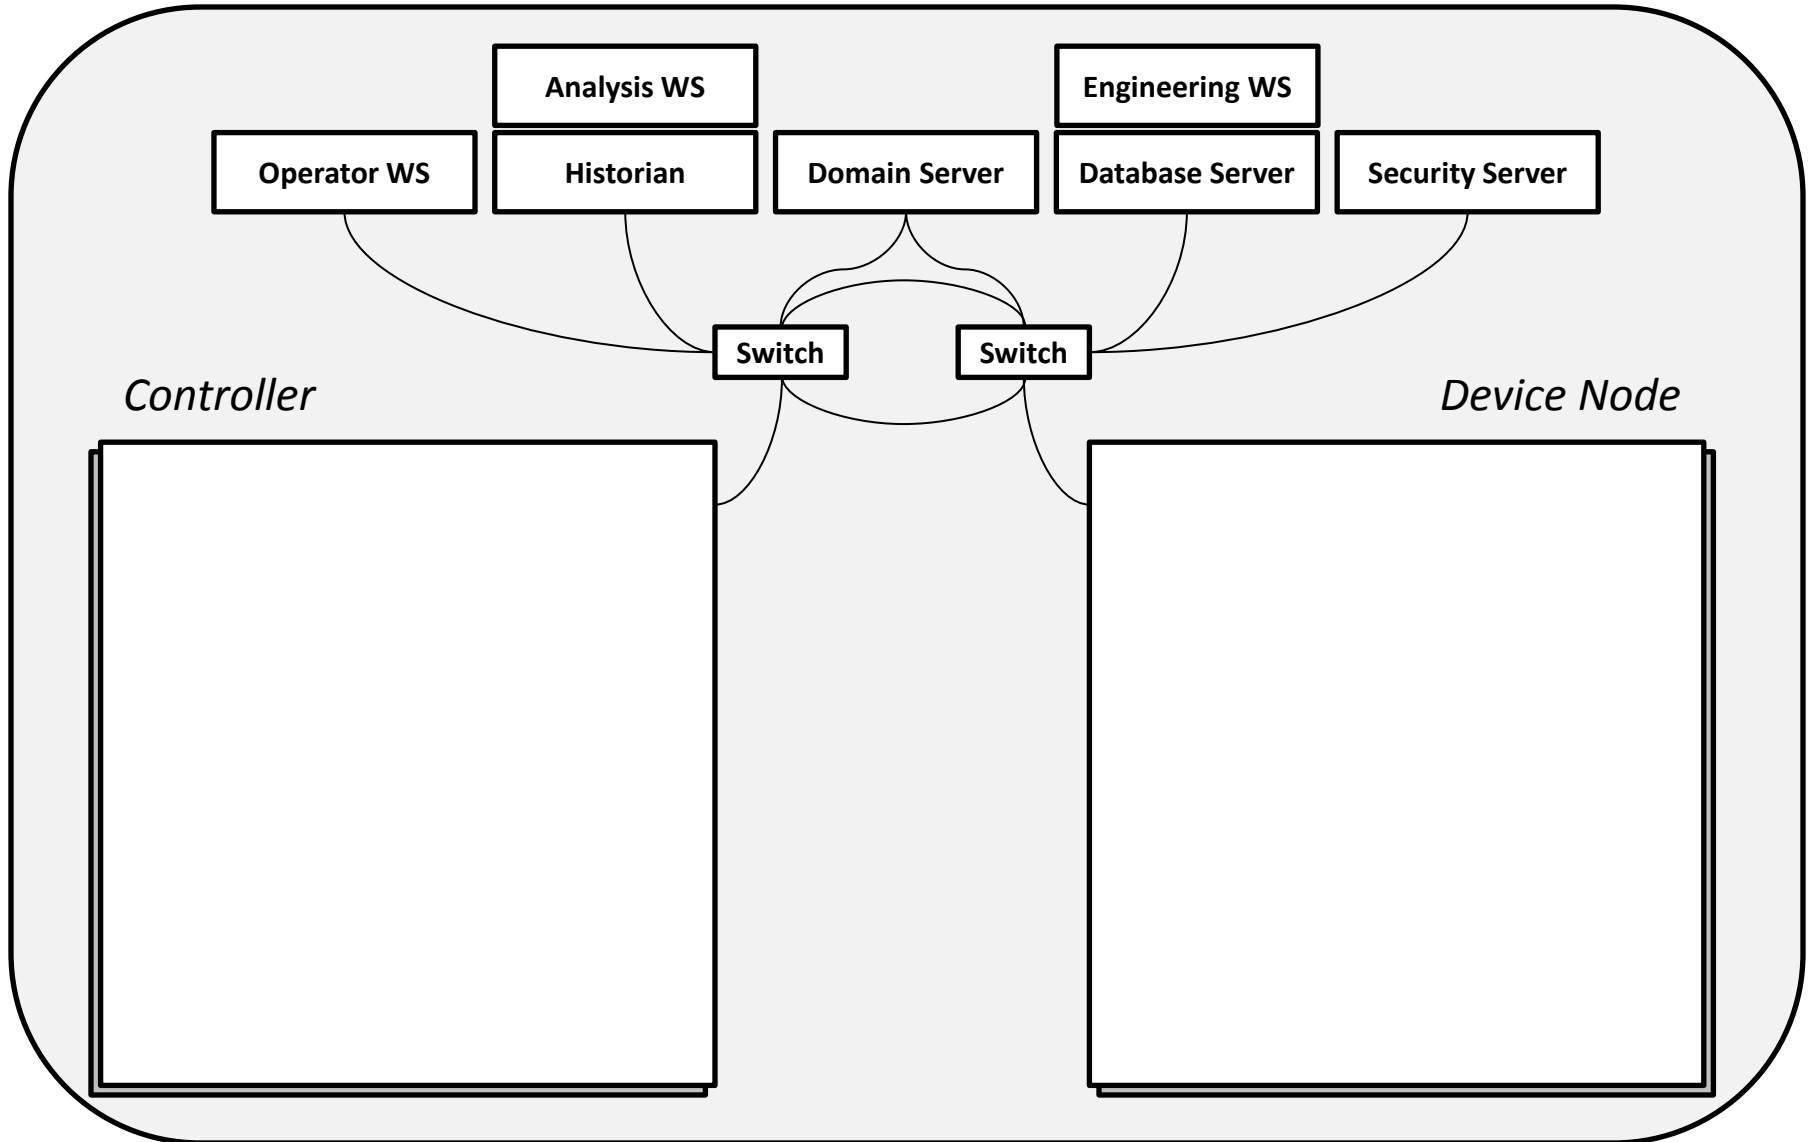 Analysis WS
Engineering WS
Operator WS
Historian
Domain Server
Database Server
Security Server
Switch
Switch
Controller
Device Node